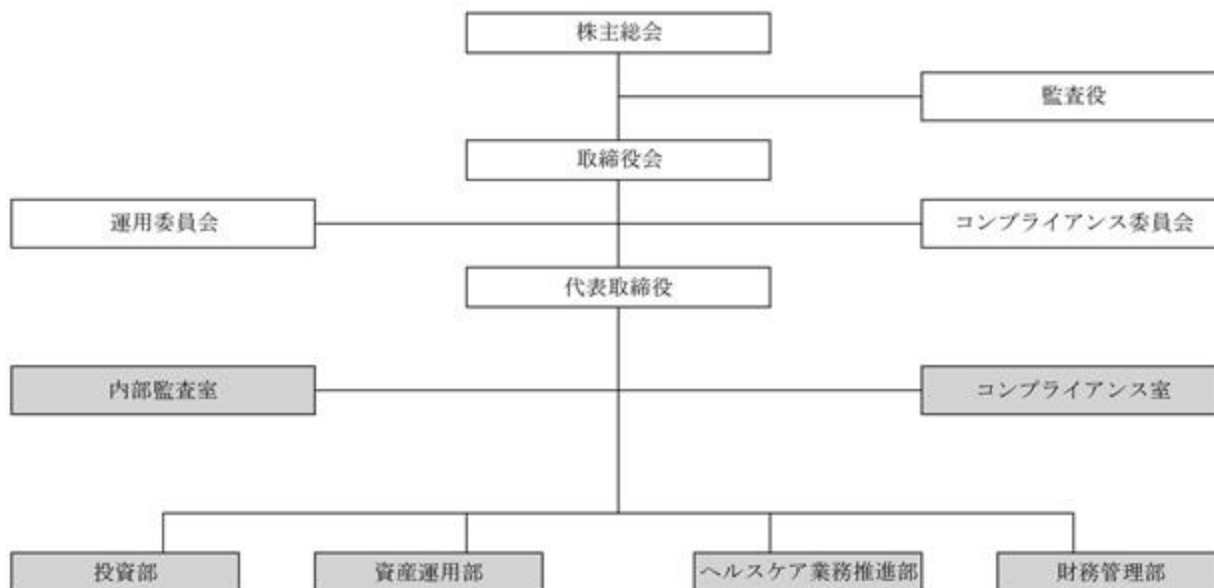 株主総会
監査役
取締役会
運用委員会
コンプライアンス委員会
代表取締役
内部監査室
コンプライアンス室
投資部
資産運用部
ヘルスケア業務推進部
財務管理部